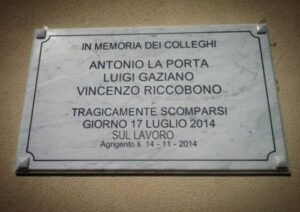 IN MEMORIA DEI COLLEGHI
ANTONIO LA PORTA
LUIGI GAZIANO
VINCENZO RICCOBONO
TRAGICAMENTE SCOMPARSI
GIORNO 17 LUGLIO 2014
SUL LAVORO
Agrigento li. 14 - 11 - 2014